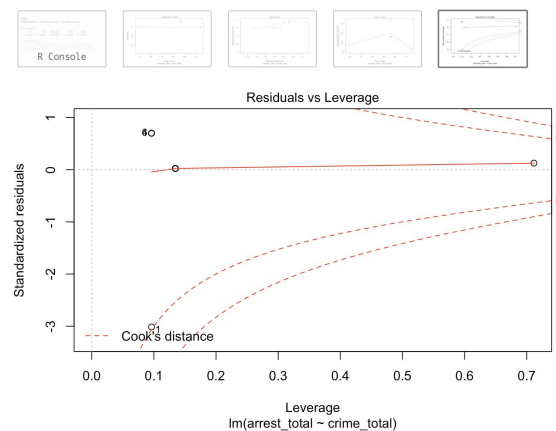 R Console
Residuals vs Leverage
Standardized residuals
1
0
-1
-2
-3
1
Cook's distance
0.0
0.1
0.2
0.3
0.4
0.5
0.6
0.7
Leverage
lm(arrest_total ~ crime_total)